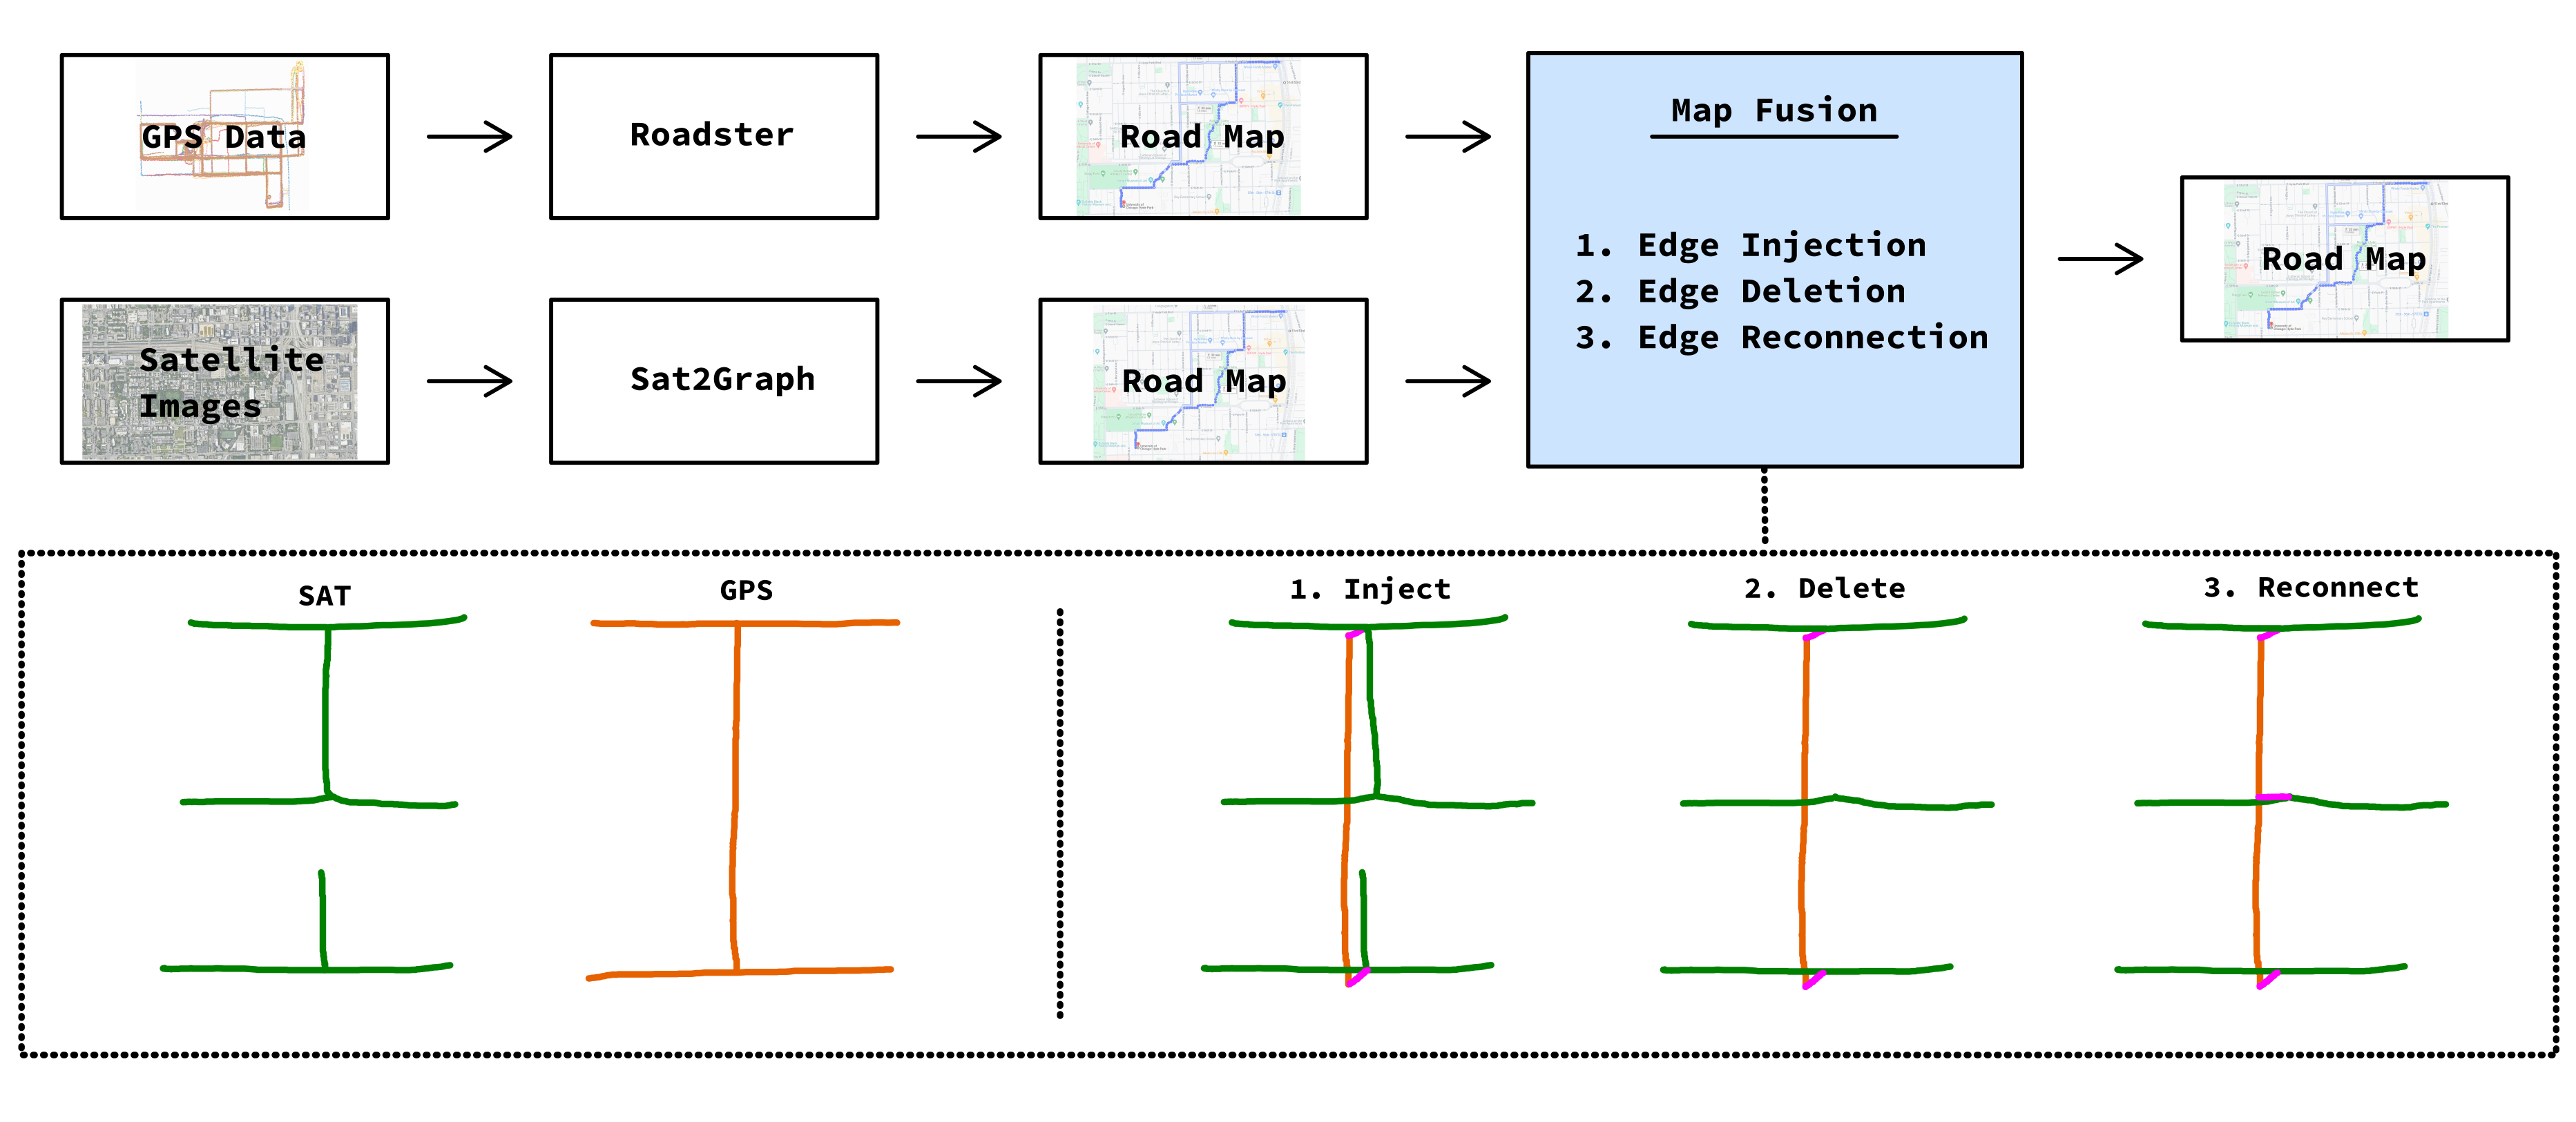 GPS Data
Roadster
Road Map
Map Fusion
1. Edge Injection
2. Edge Deletion
3. Edge Reconnection
Road Map
Satellite
Images
Sat2Graph
Road Map
SAT
GPS
1. Inject
2. Delete
3. Reconnect